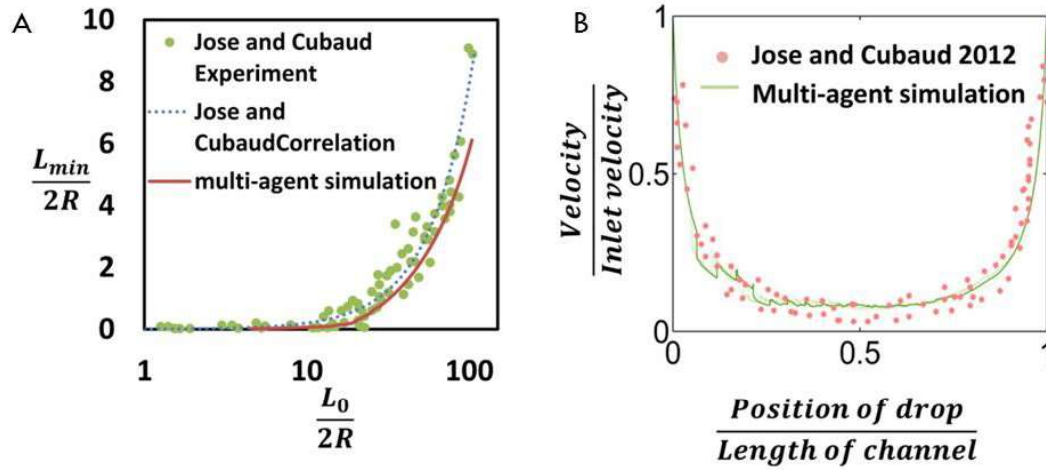 A
10
8
6
4
2
0
1
10
100
L_min
2R
L_0
2R
Jose and Cubaud
Experiment
Jose and
CubaudCorrelation
multi-agent simulation
B
1
0.5
0
0
0.5
1
Velocity
Inlet velocity
Jose and Cubaud 2012
Multi-agent simulation
Position of drop
Length of channel